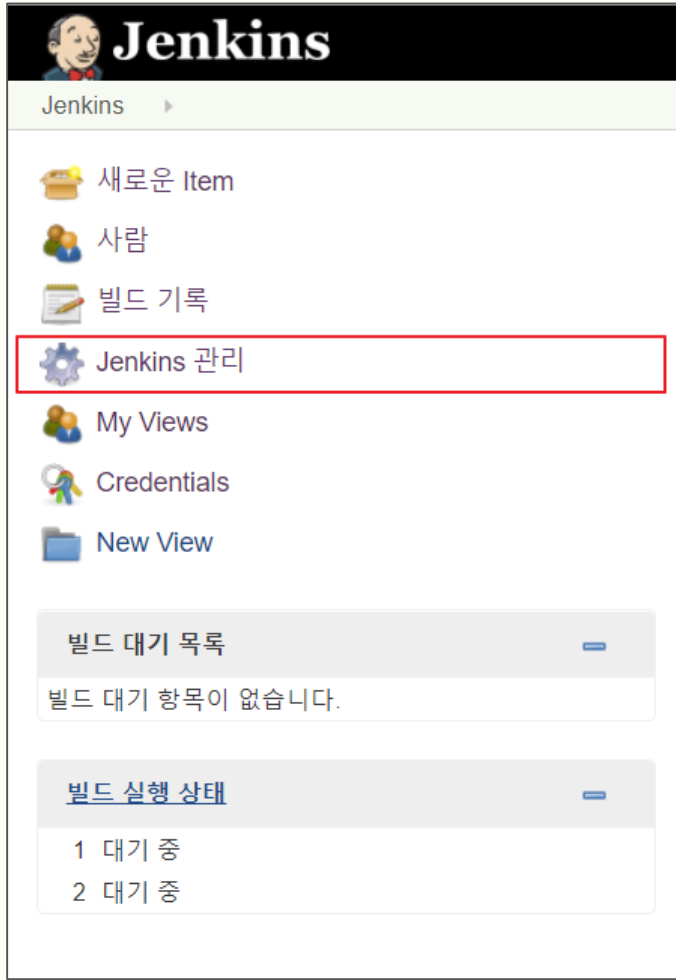 Jenkins
Jenkins
새로운 Item
사람
빌드 기록
Jenkins 관리
My Views
Credentials
New View
빌드 대기 목록
빌드 대기 항목이 없습니다.
빌드 실행 상태
1 대기 중
2 대기 중